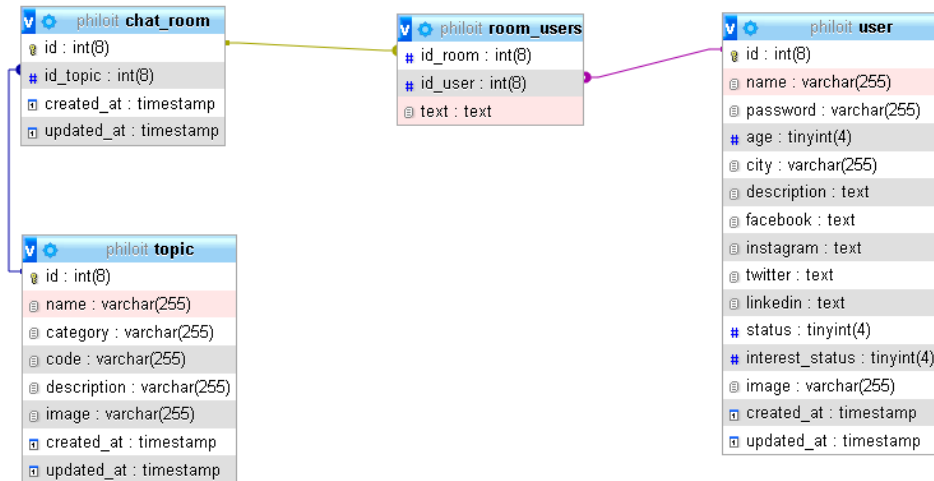 philoit chat_room
id : int(8)
id_topic : int(8)
created_at : timestamp
updated_at : timestamp
philoit room_users
id_room : int(8)
id_user : int(8)
text : text
philoit user
id : int(8)
name : varchar(255)
password : varchar(255)
age : tinyint(4)
city : varchar(255)
description : text
facebook : text
instagram : text
twitter : text
linkedin : text
status : tinyint(4)
interest_status : tinyint(4)
image : varchar(255)
created_at : timestamp
updated_at : timestamp
philoit topic
id : int(8)
name : varchar(255)
category : varchar(255)
code : varchar(255)
description : varchar(255)
image : varchar(255)
created_at : timestamp
updated_at : timestamp